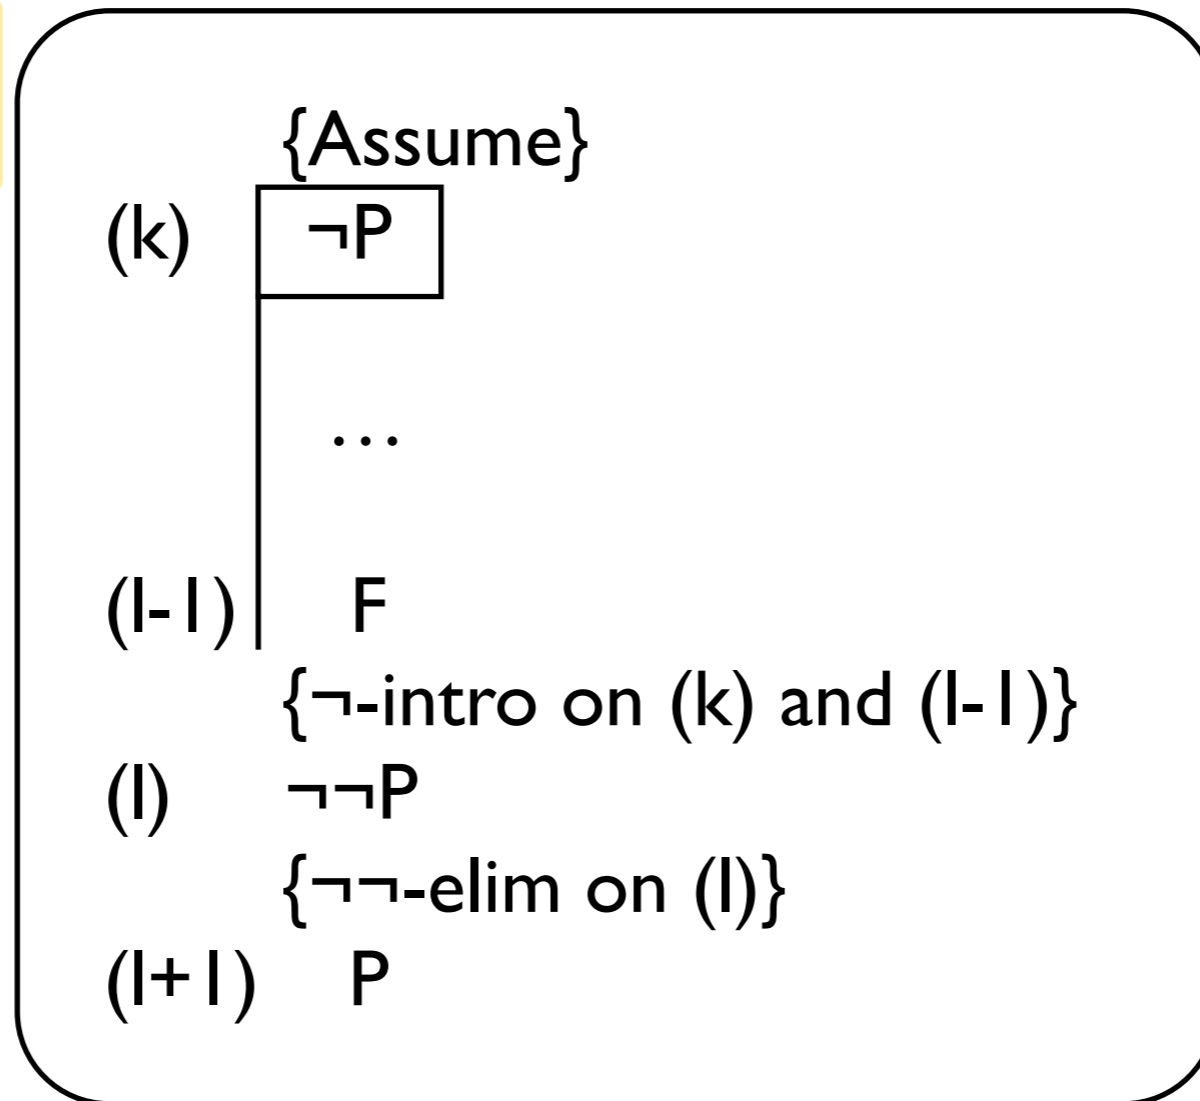 {Assume}
(k) ¬P
…
(l-1) F
{¬-intro on (k) and (l-1)}
(l) ¬¬P
{¬¬-elim on (l)}
(l+1) P